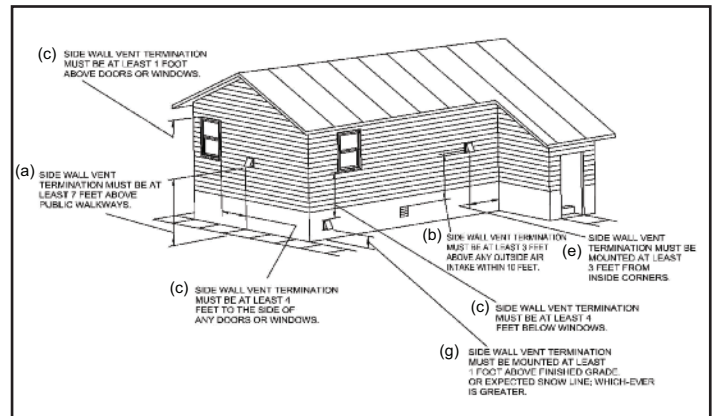 (c) SIDE WALL VENT TERMINATION
MUST BE AT LEAST 1 FOOT
ABOVE DOORS OR WINDOWS.
(a) SIDE WALL VENT
TERMINATION MUST BE AT
LEAST 7 FEET ABOVE
PUBLIC WALKWAYS.
(b) SIDE WALL VENT TERMINATION
MUST BE AT LEAST 3 FEET
ABOVE ANY OUTSIDE AIR
INTAKE WITHIN 10 FEET.
(e) SIDE WALL VENT
TERMINATION MUST BE
MOUNTED AT LEAST
3 FEET FROM
INSIDE CORNERS.
(c) SIDE WALL VENT TERMINATION
MUST BE AT LEAST 4
FEET TO THE SIDE OF
ANY DOORS OR WINDOWS.
(c) SIDE WALL VENT TERMINATION
MUST BE AT LEAST 4
FEET BELOW WINDOWS.
(g) SIDE WALL VENT TERMINATION
MUST BE MOUNTED AT LEAST
1 FOOT ABOVE FINISHED GRADE.
OR EXPECTED SNOW LINE; WHICH-EVER
IS GREATER.